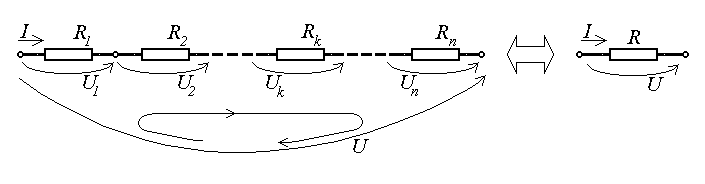 I R₁ R₂ Rₖ Rₙ I R
U₁ U₂ Uₖ Uₙ U
U